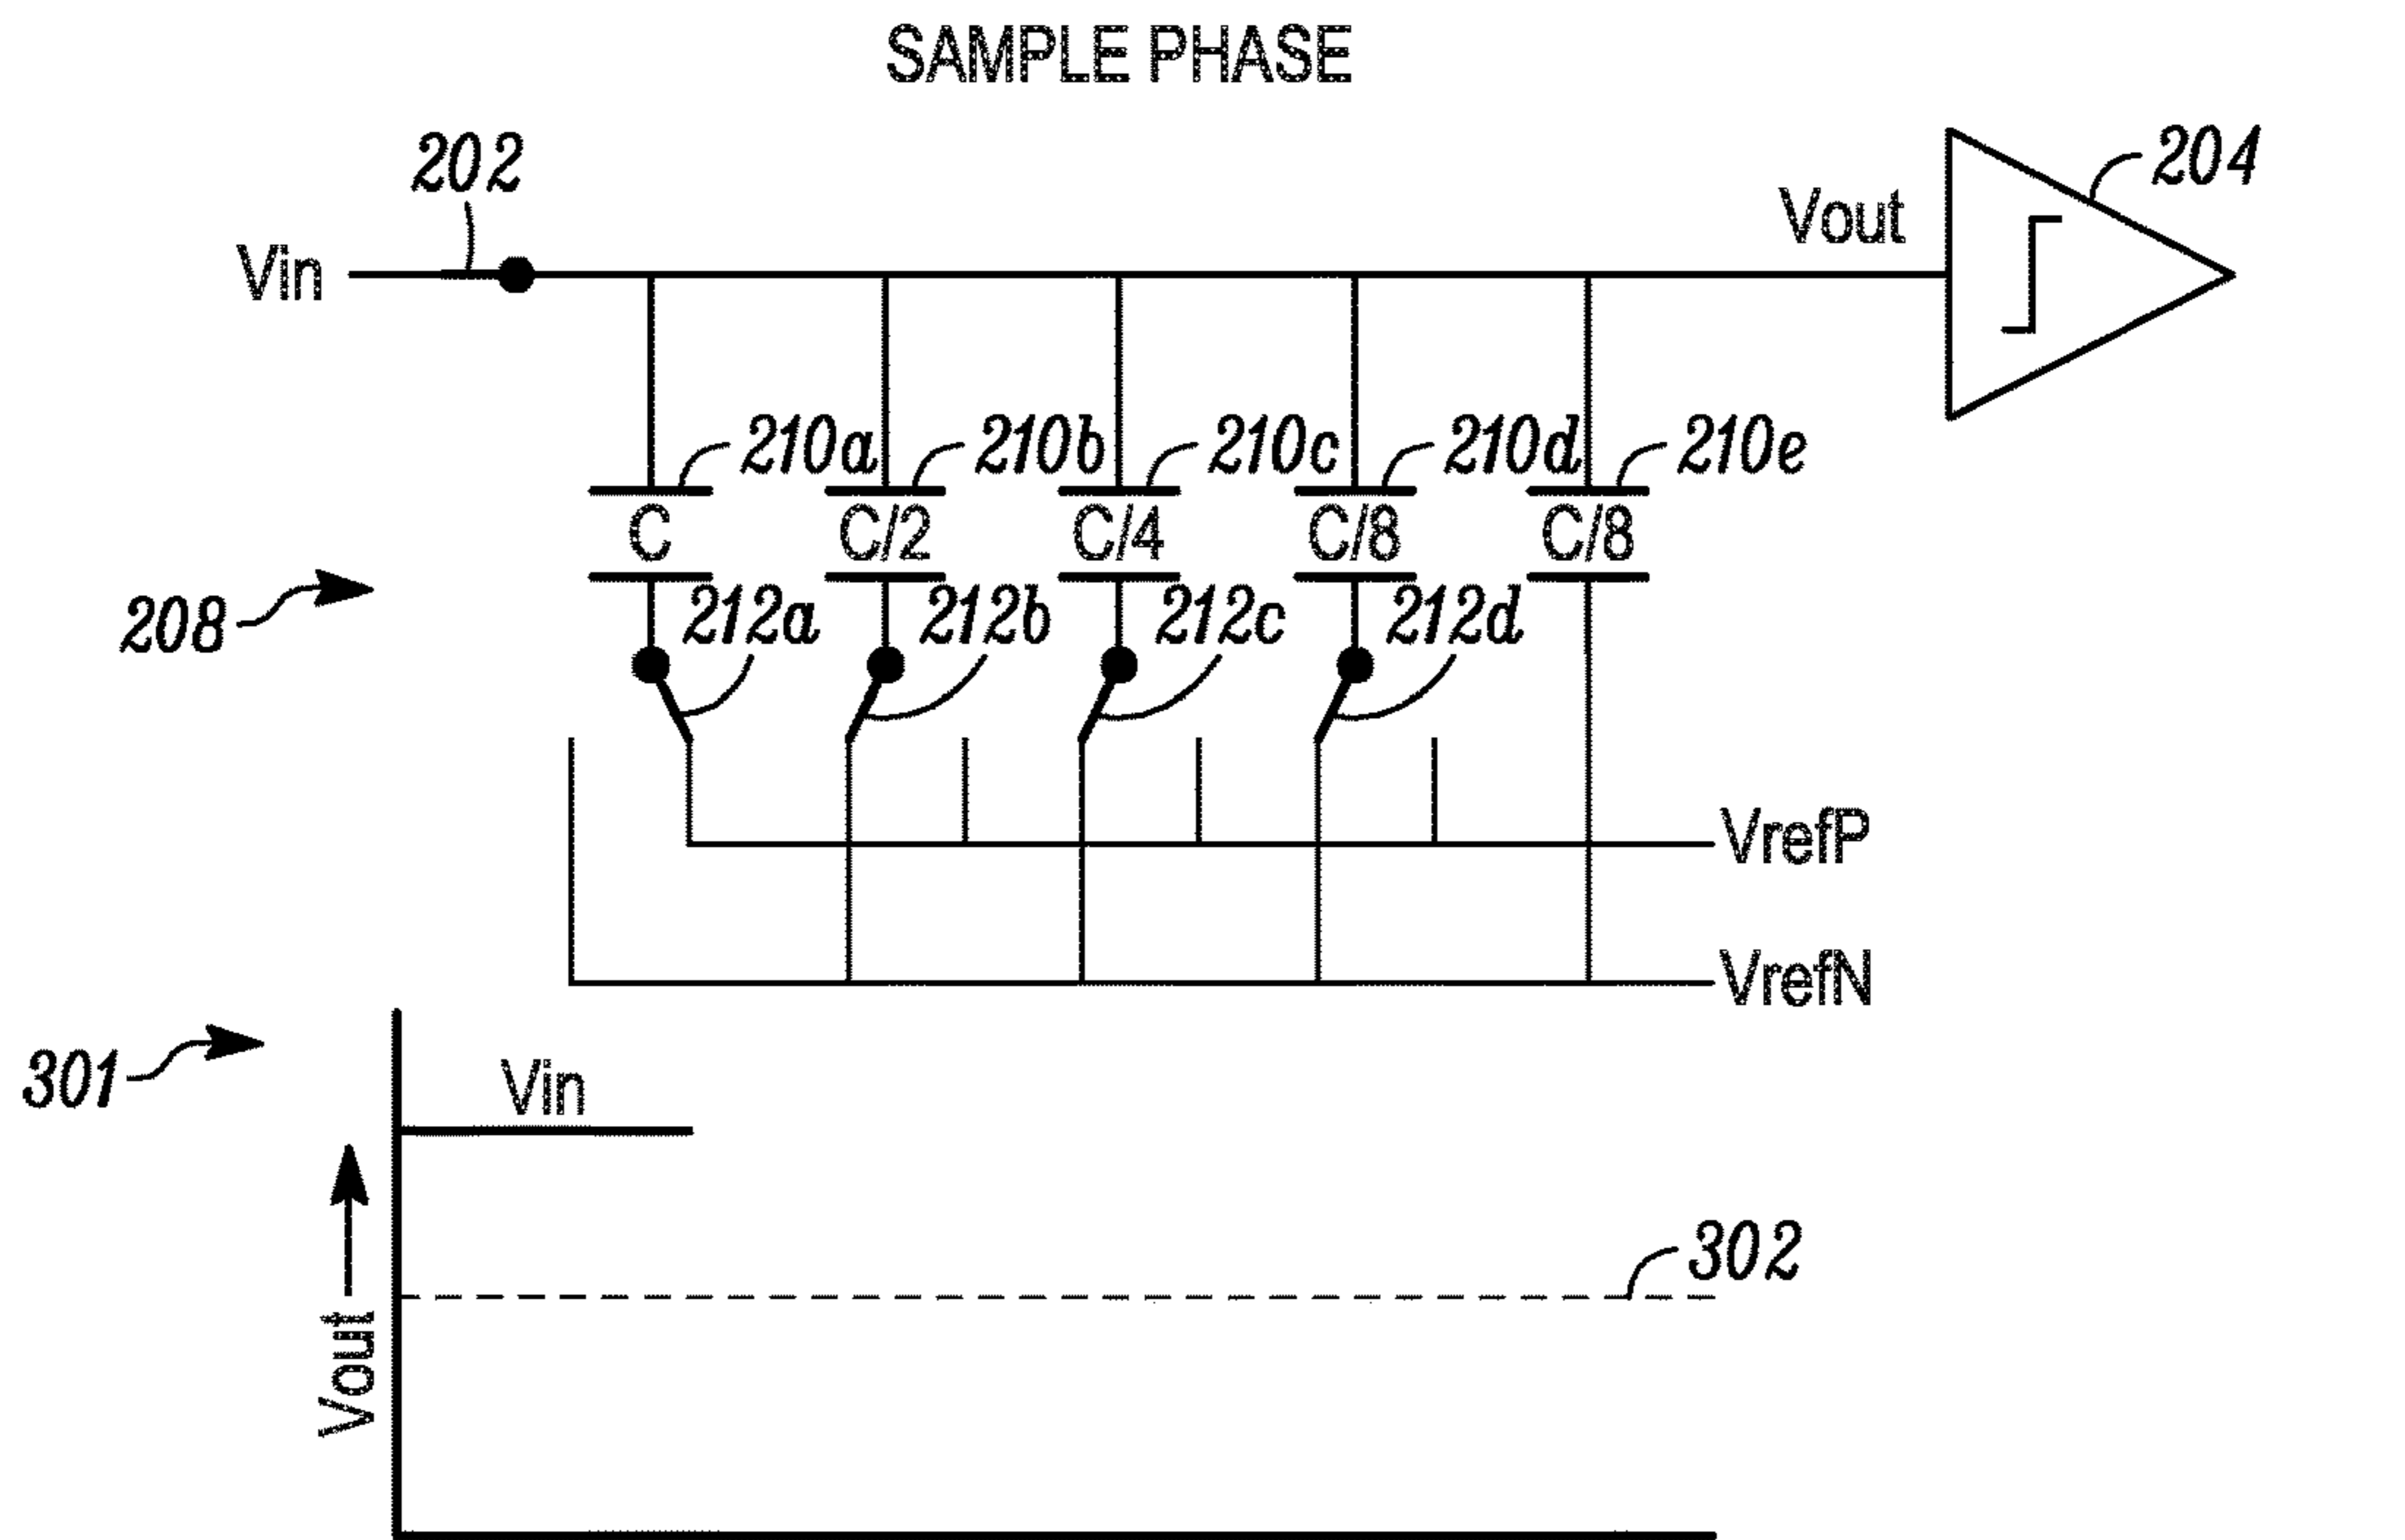 SAMPLE PHASE
202
204
Vin
Vout
210a
210b
210c
210d
210e
C
C/2
C/4
C/8
C/8
208
212a
212b
212c
212d
VrefP
VrefN
301
Vin
302
Vout